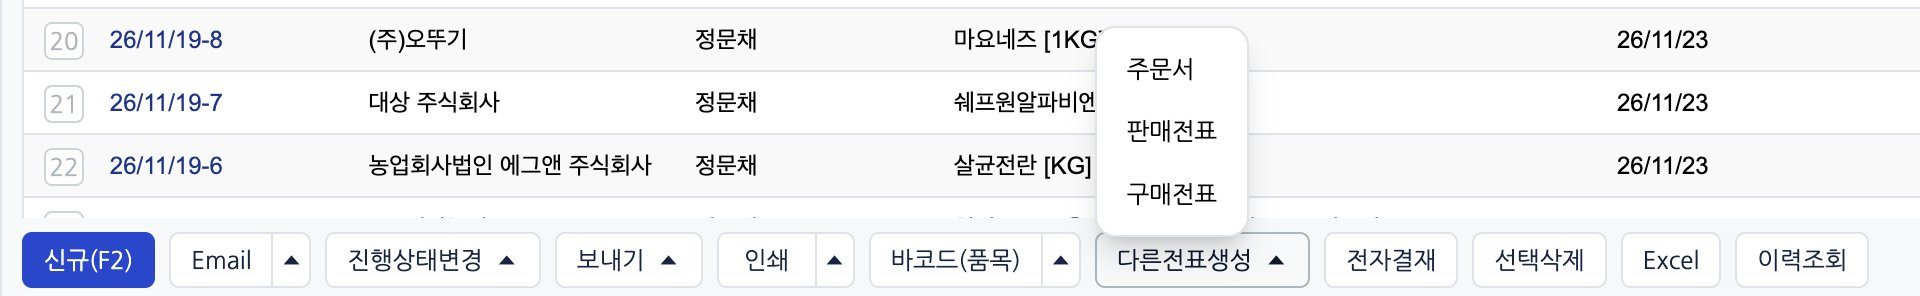 20 26/11/19-8 (주)오뚜기 정문채 마요네즈 [1KG 26/11/23
21 26/11/19-7 대상 주식회사 정문채 쉐프원알파비엔 26/11/23
22 26/11/19-6 농업회사법인 에그앤 주식회사 정문채 살균전란 [KG] 26/11/23
주문서
판매전표
구매전표
신규(F2) Email ▲ 진행상태변경 ▲ 보내기 ▲ 인쇄 ▲ 바코드(품목) ▲ 다른전표생성 ▲ 전자결재 선택삭제 Excel 이력조회